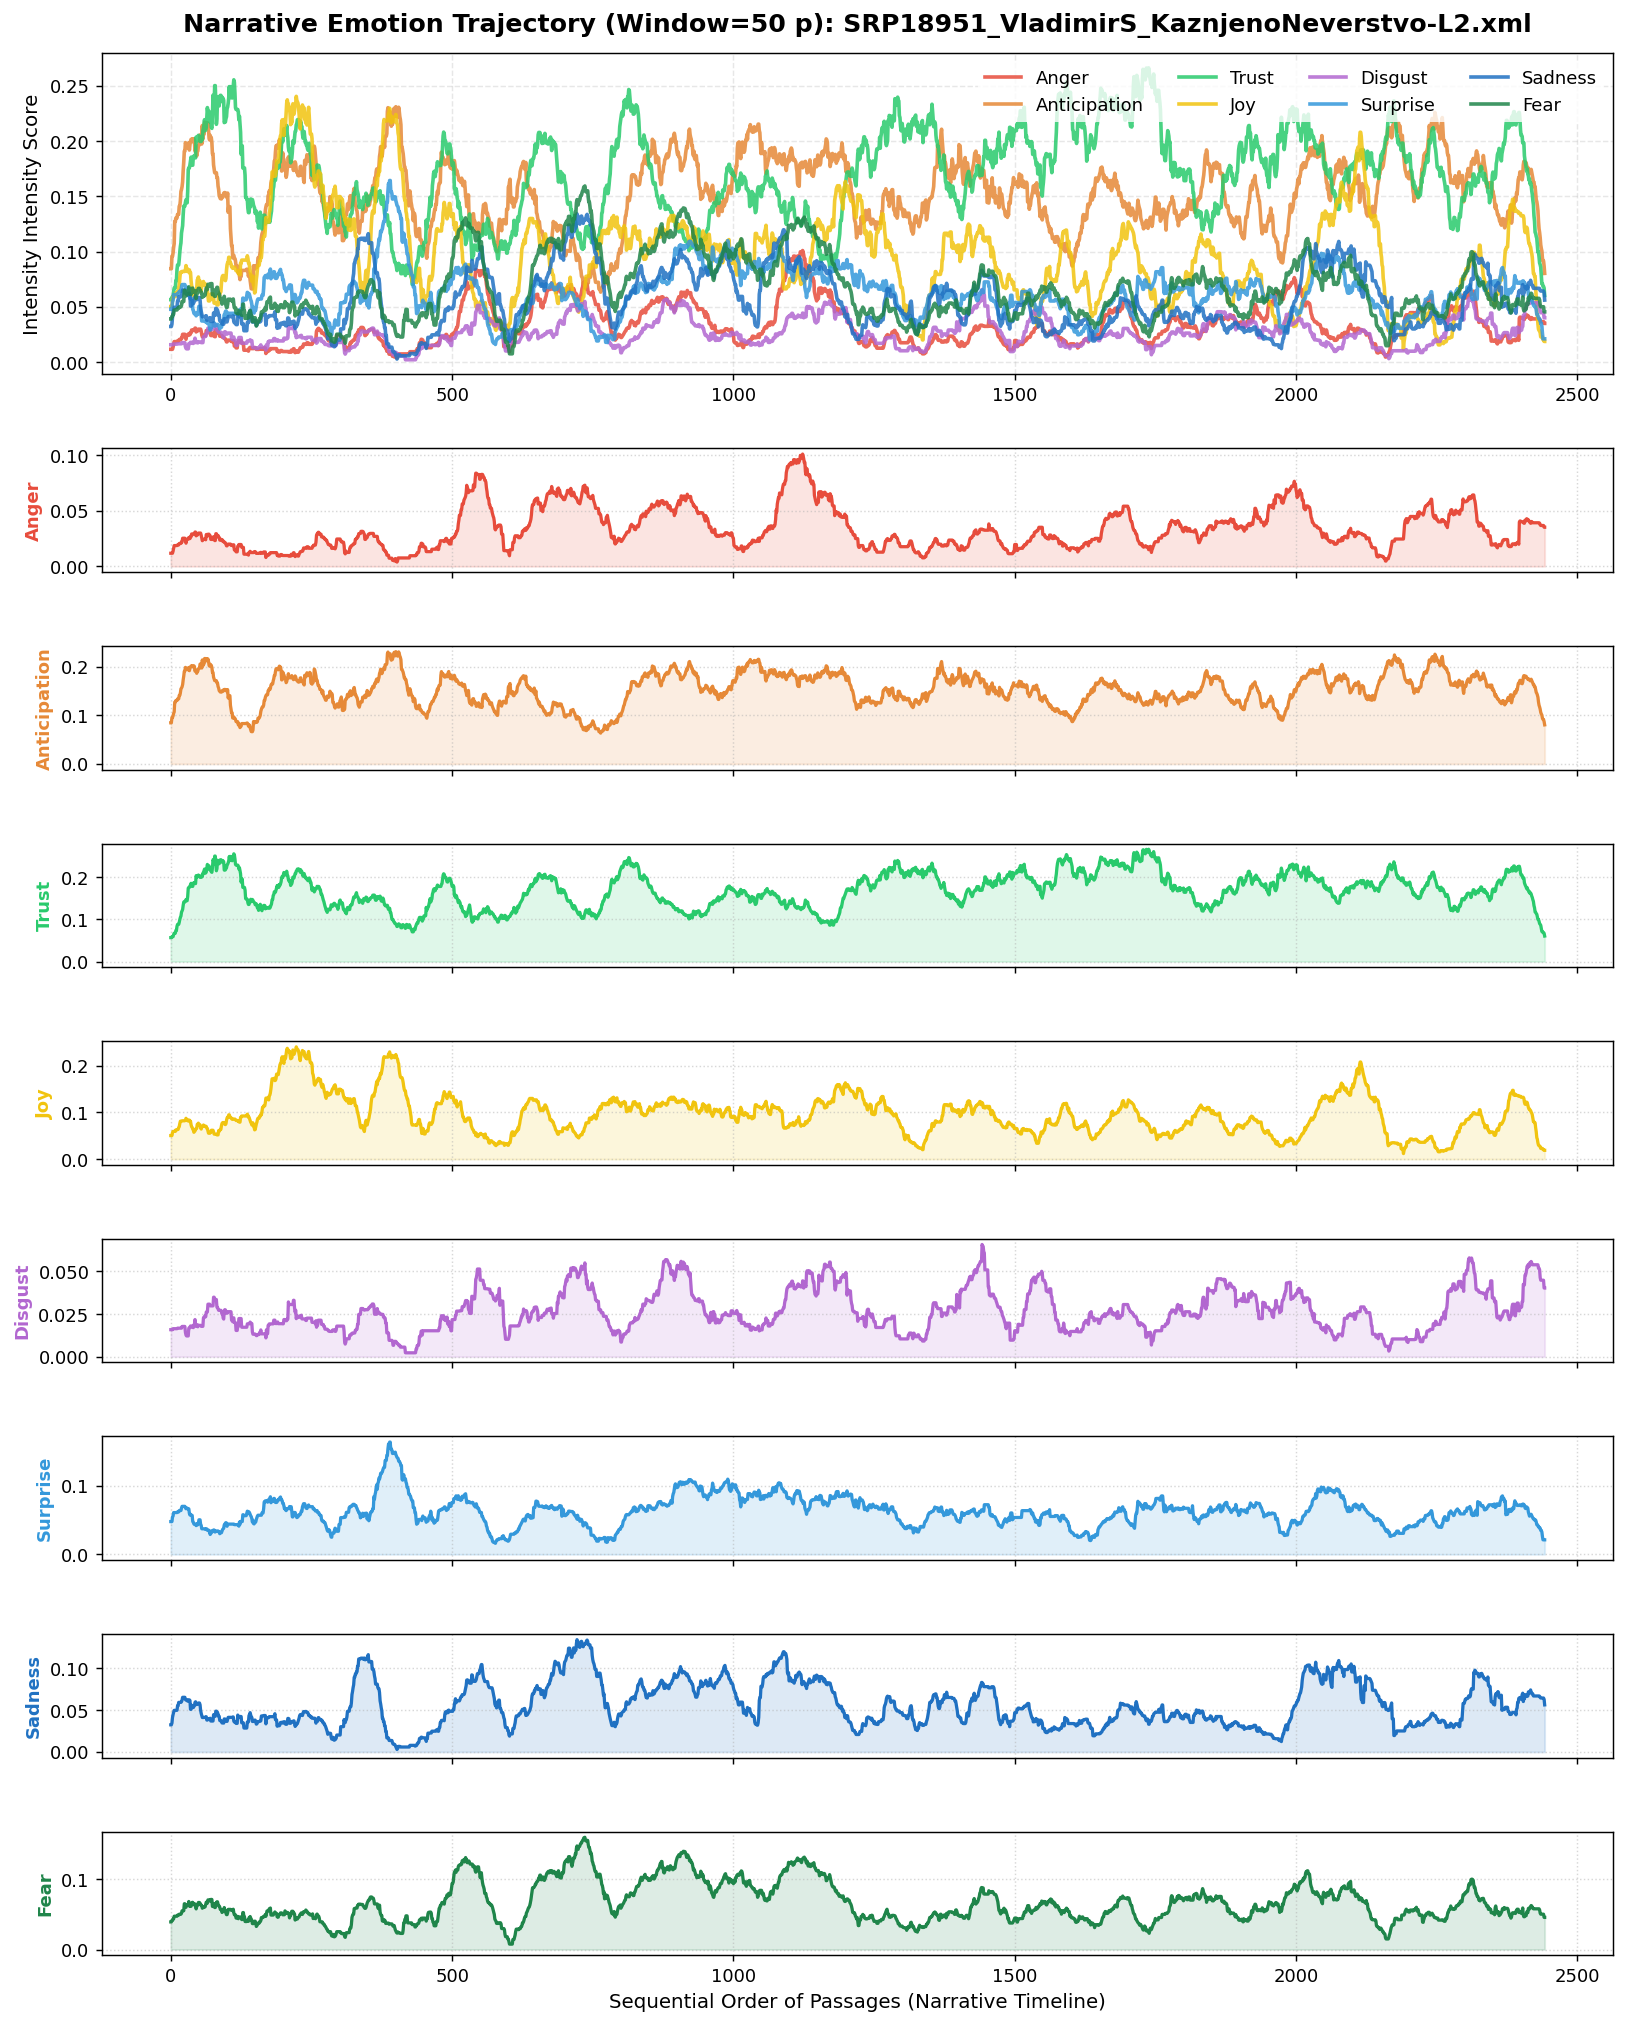 Narrative Emotion Trajectory (Window=50 p): SRP18951_VladimirS_KaznjenoNeverstvo-L2.xml
Intensity Intensity Score
0.25
0.20
0.15
0.10
0.05
0.00
Anger Trust Disgust Sadness
Anticipation Joy Surprise Fear
0 500 1000 1500 2000 2500
Anger
0.10
0.05
0.00
Anticipation
0.2
0.1
0.0
Trust
0.2
0.1
0.0
Joy
0.2
0.1
0.0
Disgust
0.050
0.025
0.000
Surprise
0.1
0.0
Sadness
0.10
0.05
0.00
Fear
0.1
0.0
0 500 1000 1500 2000 2500
Sequential Order of Passages (Narrative Timeline)